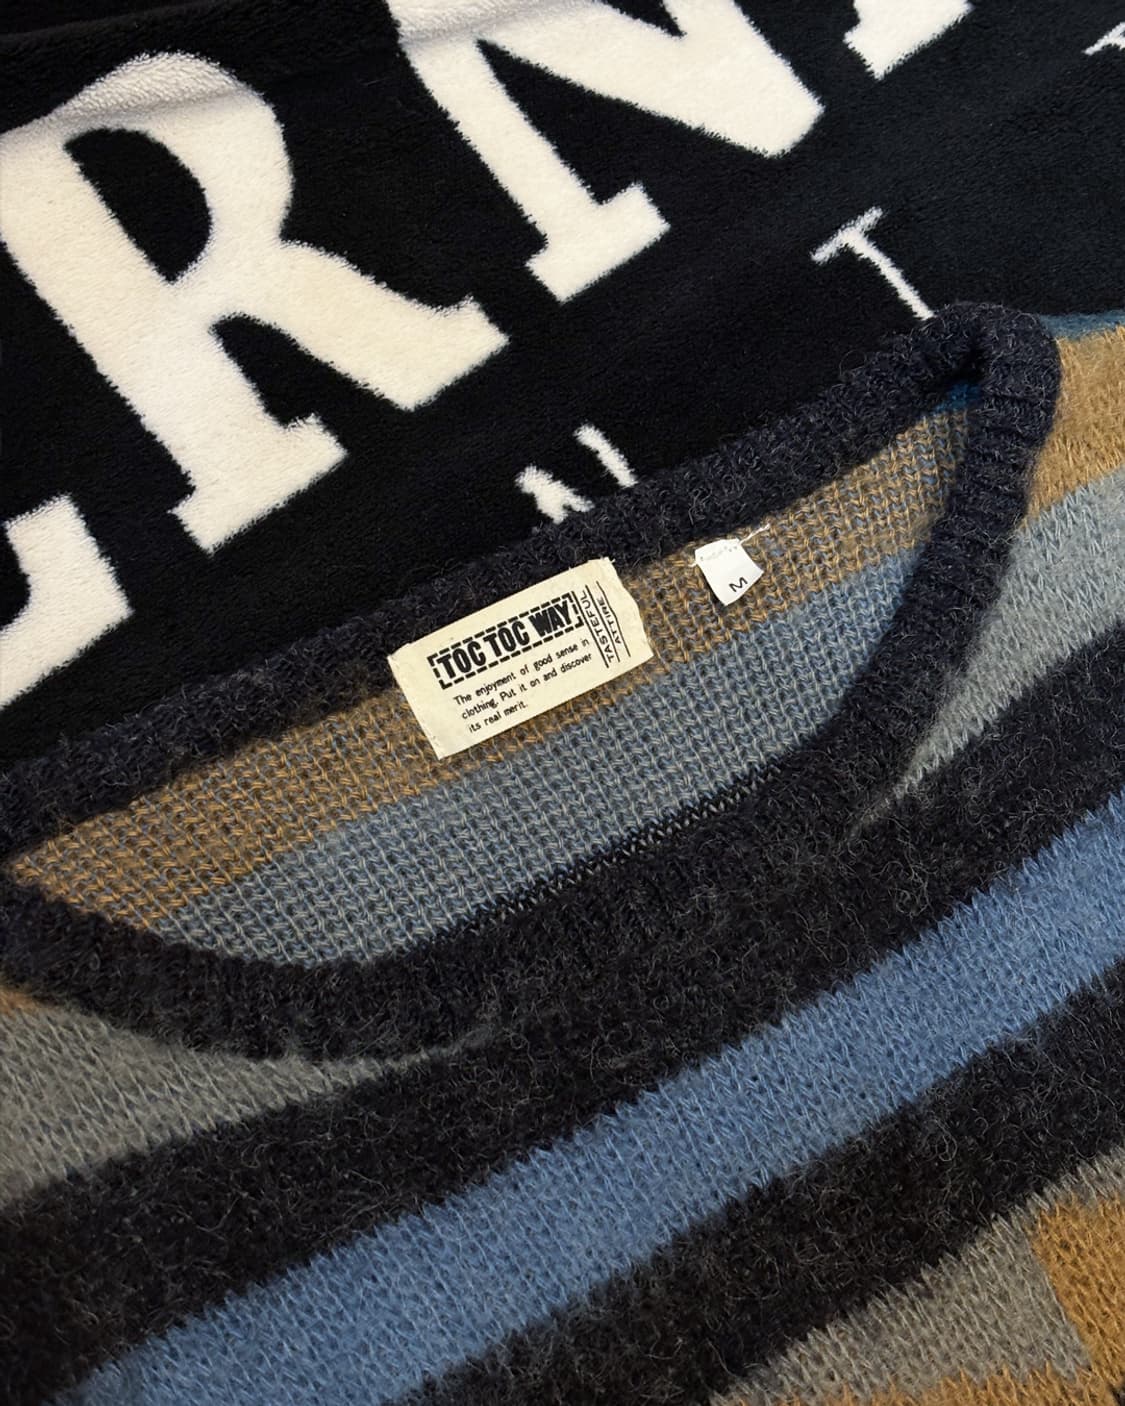 RN
T
N
TOC TOC WAY
The enjoyment of good sense in
clothing. Put it on and discover
its real merit.
TASTEFUL
ATTIRE
M